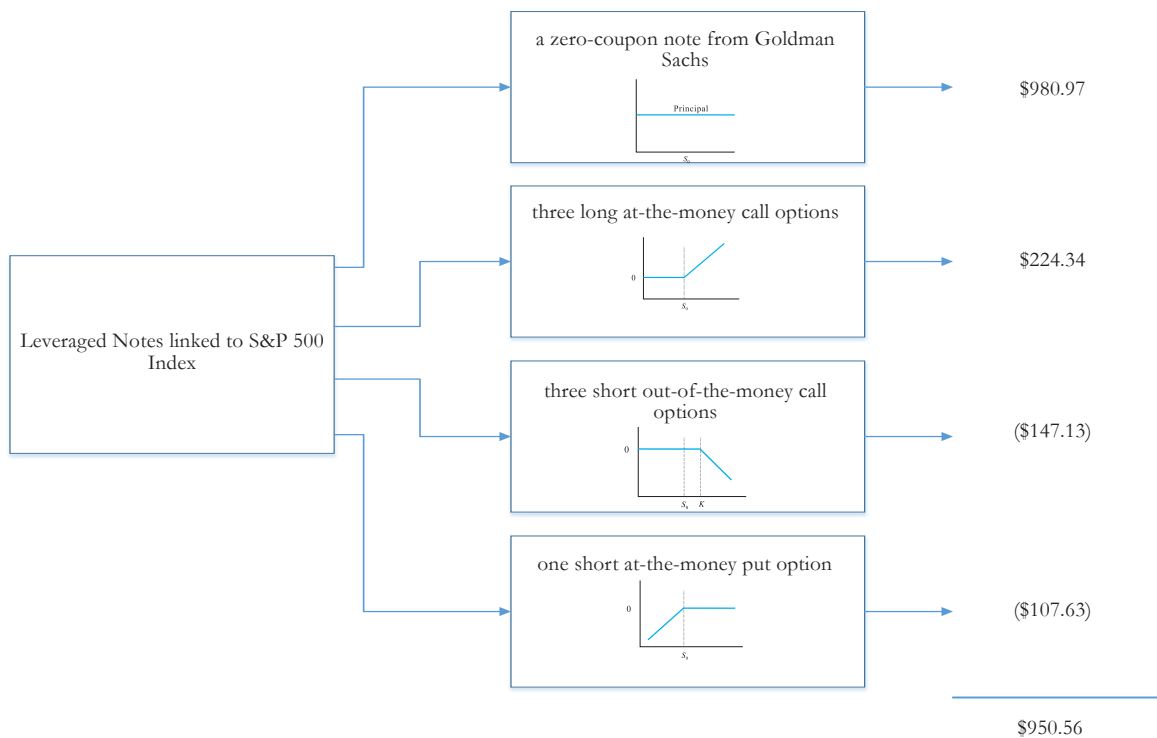 a zero-coupon note from Goldman
Sachs
Principal
S₀
$980.97
three long at-the-money call options
0
S₀
$224.34
Leveraged Notes linked to S&P 500
Index
three short out-of-the-money call
options
0
S₀ K
($147.13)
one short at-the-money put option
0
S₀
($107.63)
$950.56